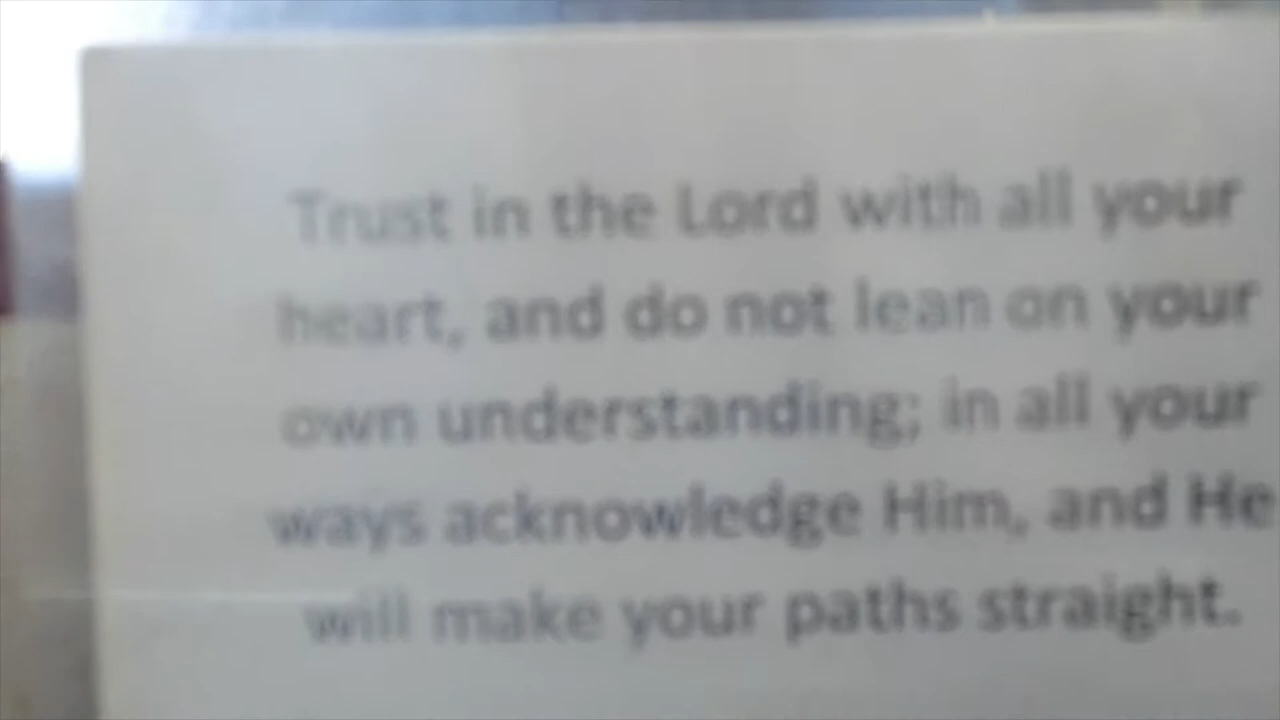 Trust in the Lord with all your
heart, and do not lean on your
own understanding; in all your
ways acknowledge Him, and He
will make your paths straight.